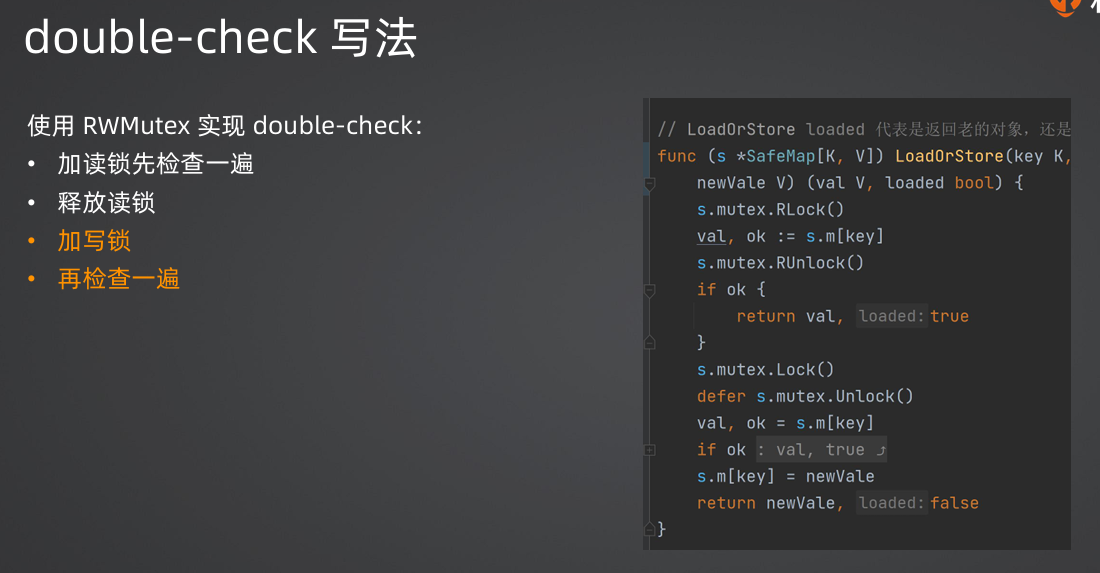 double-check 写法
使用 RWMutex 实现 double-check：
• 加读锁先检查一遍
• 释放读锁
• 加写锁
• 再检查一遍
// LoadOrStore loaded 代表是返回老的对象，还是
func (s *SafeMap[K, V]) LoadOrStore(key K,
newVale V) (val V, loaded bool) {
s.mutex.RLock()
val, ok := s.m[key]
s.mutex.RUnlock()
if ok {
return val, loaded: true
}
s.mutex.Lock()
defer s.mutex.Unlock()
val, ok = s.m[key]
if ok : val, true ⤴
s.m[key] = newVale
return newVale, loaded: false
}